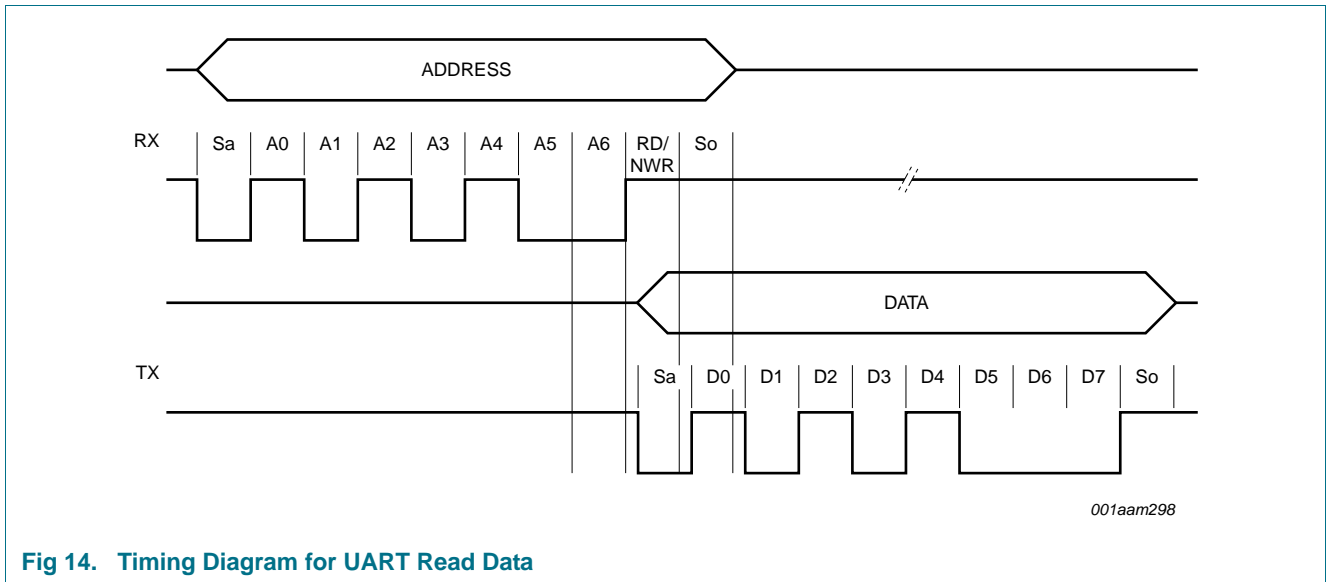 ADDRESS
RX Sa A0 A1 A2 A3 A4 A5 A6 RD/ So
NWR
DATA
TX Sa D0 D1 D2 D3 D4 D5 D6 D7 So
001aam298
Fig 14. Timing Diagram for UART Read Data